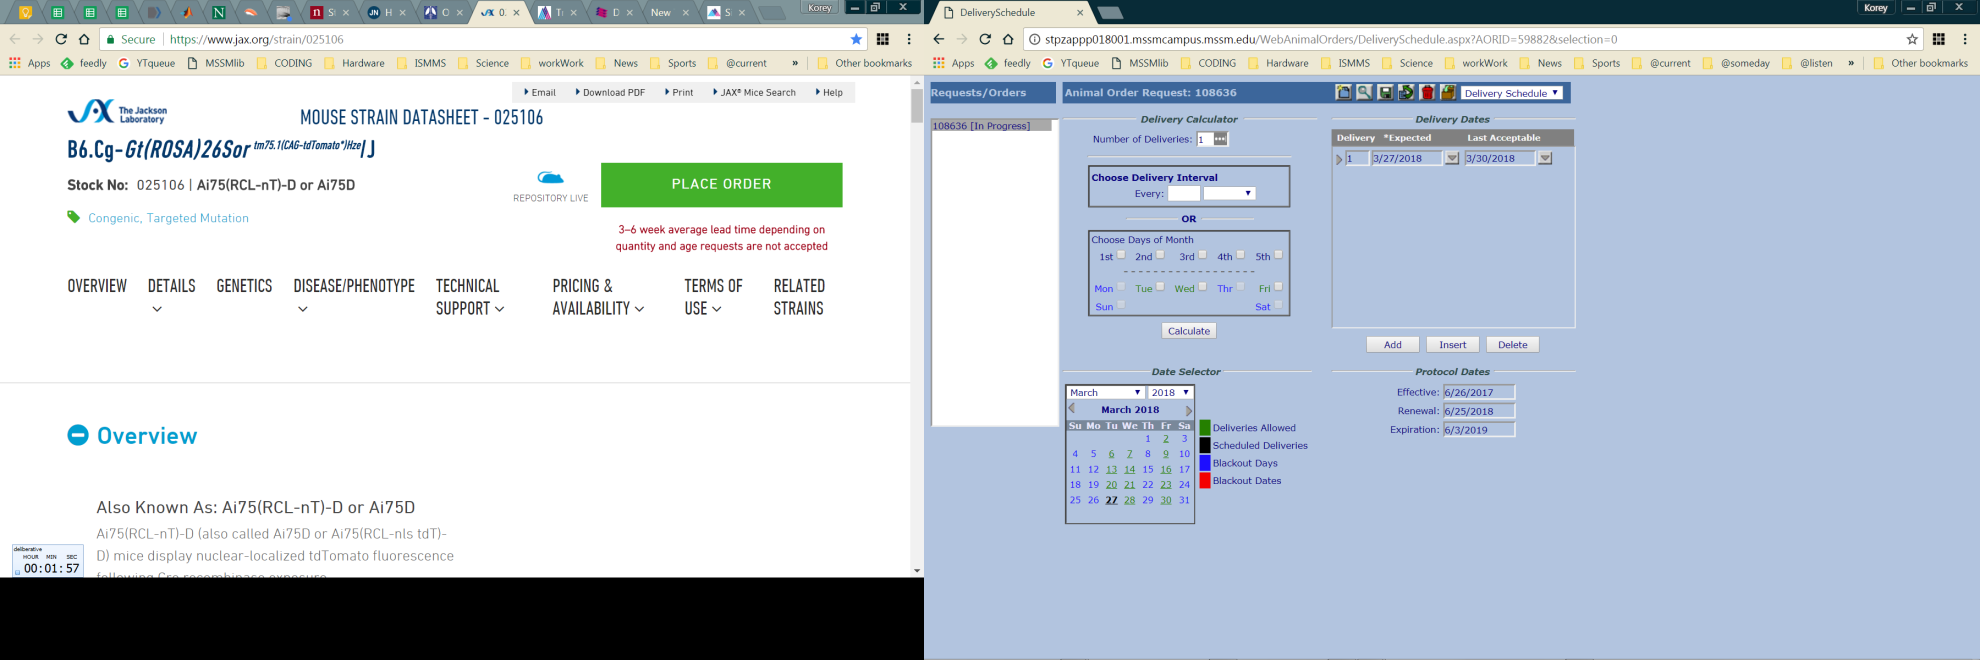 Korey
Secure | https://www.jax.org/strain/025106
Apps feedly YTqueue MSSMlib CODING Hardware ISMMS Science workWork News Sports @current » Other bookmarks
Email Download PDF Print JAX® Mice Search Help
The Jackson
Laboratory
MOUSE STRAIN DATASHEET - 025106
B6.Cg-Gt(ROSA)26Sor tm75.1(CAG-tdTomato*)Hze/J
Stock No: 025106 | Ai75(RCL-nT)-D or Ai75D
Congenic, Targeted Mutation
REPOSITORY LIVE
PLACE ORDER
3–6 week average lead time depending on
quantity and age requests are not accepted
OVERVIEW DETAILS GENETICS DISEASE/PHENOTYPE TECHNICAL SUPPORT PRICING & AVAILABILITY TERMS OF USE RELATED STRAINS
Overview
Also Known As: Ai75(RCL-nT)-D or Ai75D
Ai75(RCL-nT)-D (also called Ai75D or Ai75(RCL-nls tdT)-
D) mice display nuclear-localized tdTomato fluorescence
following Cre recombinase exposure
deliberative
HOUR MIN SEC
00:01:57
DeliverySchedule
Korey
stpzappp018001.mssmcampus.mssm.edu/WebAnimalOrders/DeliverySchedule.aspx?AORID=59882&selection=0
Apps feedly YTqueue MSSMlib CODING Hardware ISMMS Science workWork News Sports @current @someday @listen » Other bookmarks
Requests/Orders
108636 [In Progress]
Animal Order Request: 108636
Delivery Schedule
Delivery Calculator
Number of Deliveries: 1
Choose Delivery Interval
Every:
OR
Choose Days of Month
1st 2nd 3rd 4th 5th
Mon Tue Wed Thr Fri
Sun Sat
Calculate
Delivery Dates
Delivery *Expected Last Acceptable
1 3/27/2018 3/30/2018
Add Insert Delete
Date Selector
March 2018
March 2018
Su Mo Tu We Th Fr Sa
1 2 3
4 5 6 7 8 9 10
11 12 13 14 15 16 17
18 19 20 21 22 23 24
25 26 27 28 29 30 31
Deliveries Allowed
Scheduled Deliveries
Blackout Days
Blackout Dates
Protocol Dates
Effective: 6/26/2017
Renewal: 6/25/2018
Expiration: 6/3/2019